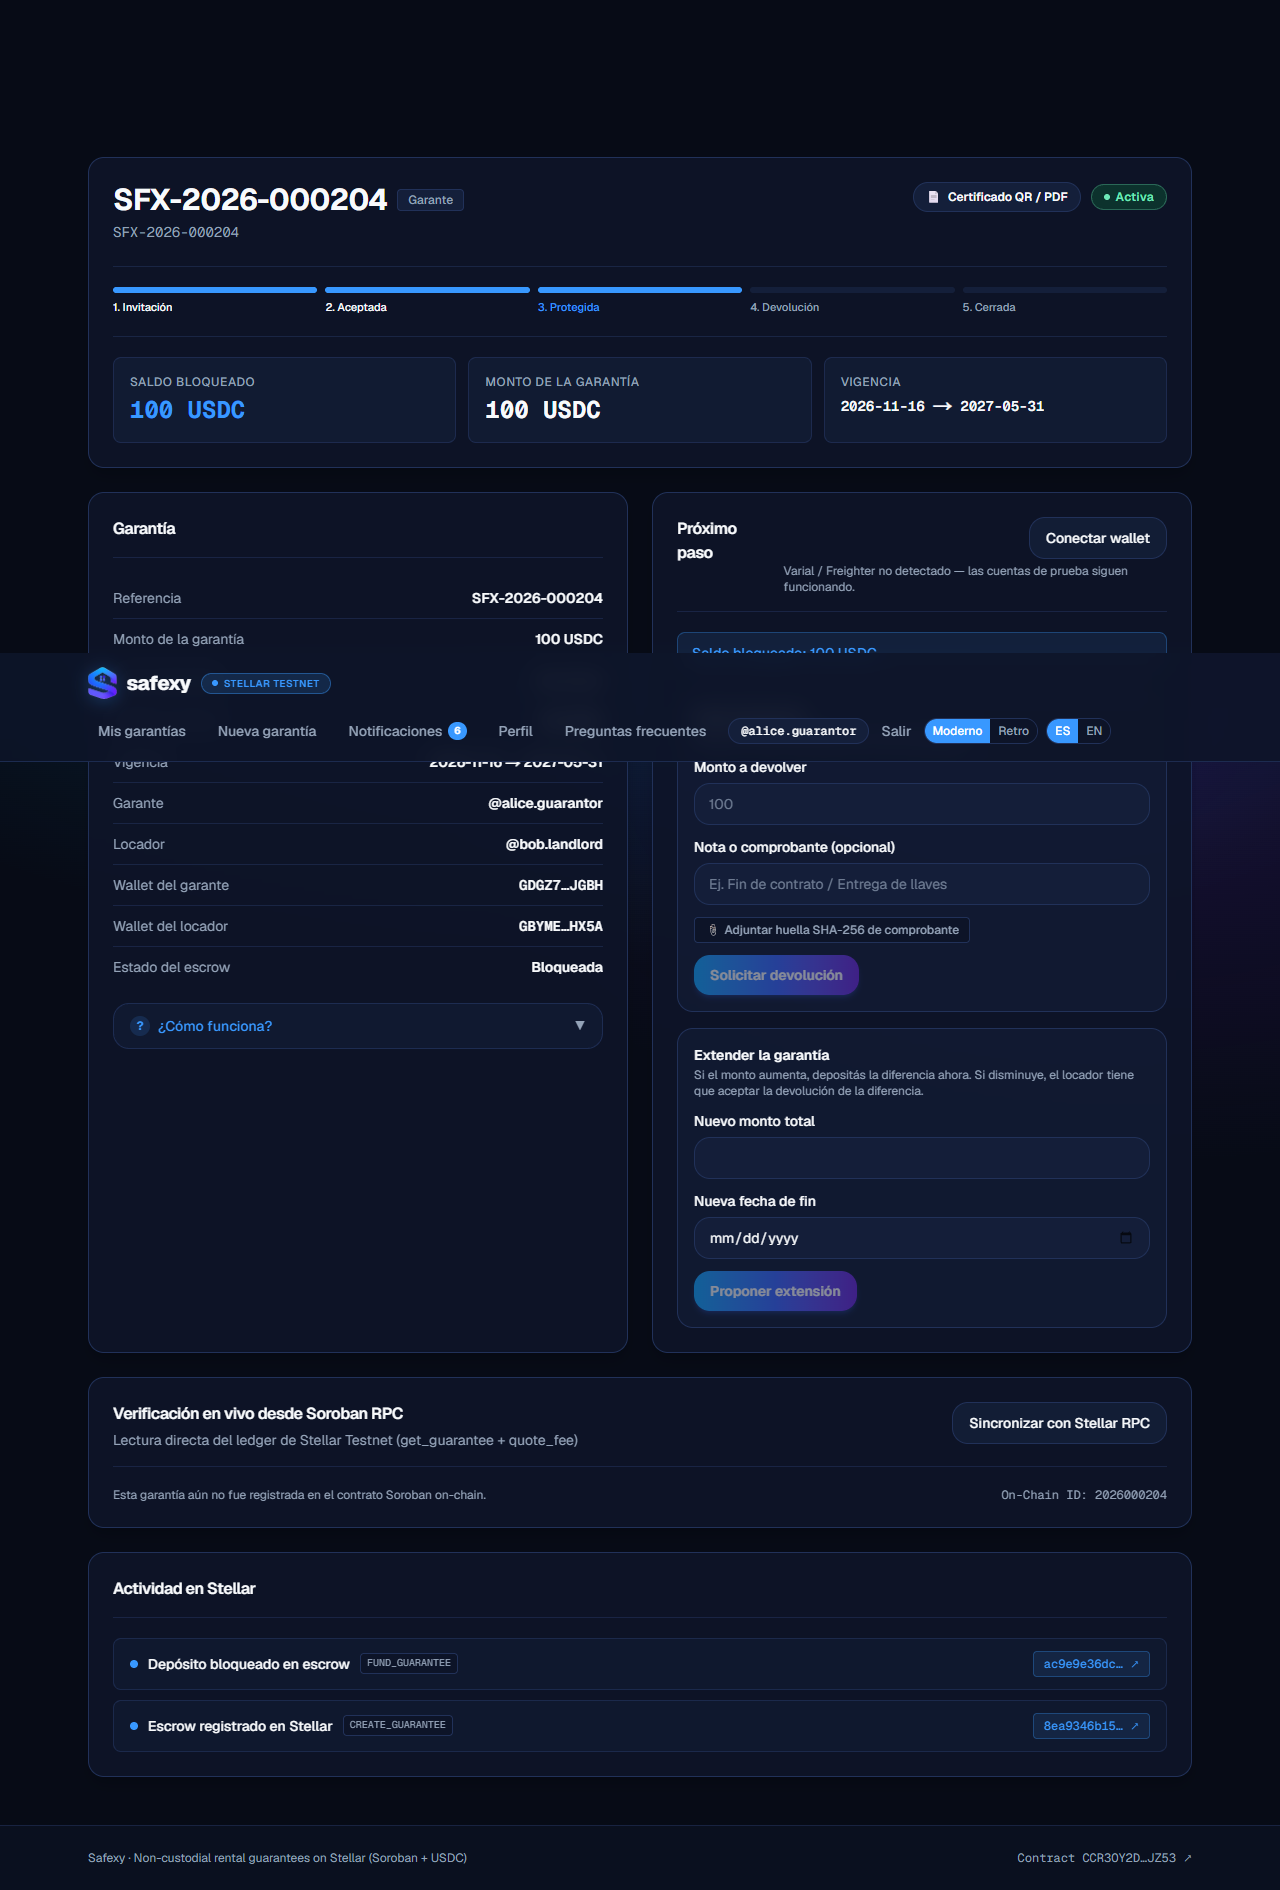 SFX-2026-000204 Garante
Certificado QR / PDF
Activa
SFX-2026-000204
1. Invitación
2. Aceptada
3. Protegida
4. Devolución
5. Cerrada
SALDO BLOQUEADO
100 USDC
MONTO DE LA GARANTÍA
100 USDC
VIGENCIA
2026-11-16 → 2027-05-31
Garantía
Referencia SFX-2026-000204
Monto de la garantía 100 USDC
Próximo
paso
Conectar wallet
Varial / Freighter no detectado — las cuentas de prueba siguen
funcionando.
Saldo bloqueado: 100 USDC
safexy STELLAR TESTNET
Mis garantías Nueva garantía Notificaciones 6 Perfil Preguntas frecuentes @alice.guarantor Salir Moderno Retro ES EN
Vigencia 2026-11-16 → 2027-05-31
Garante @alice.guarantor
Locador @bob.landlord
Wallet del garante GDGZ7…JGBH
Wallet del locador GBYME…HX5A
Estado del escrow Bloqueada
? ¿Cómo funciona? ▼
Monto a devolver
100
Nota o comprobante (opcional)
Ej. Fin de contrato / Entrega de llaves
Adjuntar huella SHA-256 de comprobante
Solicitar devolución
Extender la garantía
Si el monto aumenta, depositás la diferencia ahora. Si disminuye, el locador tiene
que aceptar la devolución de la diferencia.
Nuevo monto total
Nueva fecha de fin
mm/dd/yyyy
Proponer extensión
Verificación en vivo desde Soroban RPC
Lectura directa del ledger de Stellar Testnet (get_guarantee + quote_fee)
Sincronizar con Stellar RPC
Esta garantía aún no fue registrada en el contrato Soroban on-chain.
On-Chain ID: 2026000204
Actividad en Stellar
Depósito bloqueado en escrow FUND_GUARANTEE ac9e9e36dc… ↗
Escrow registrado en Stellar CREATE_GUARANTEE 8ea9346b15… ↗
Safexy · Non-custodial rental guarantees on Stellar (Soroban + USDC)
Contract CCR3OY2D…JZ53 ↗